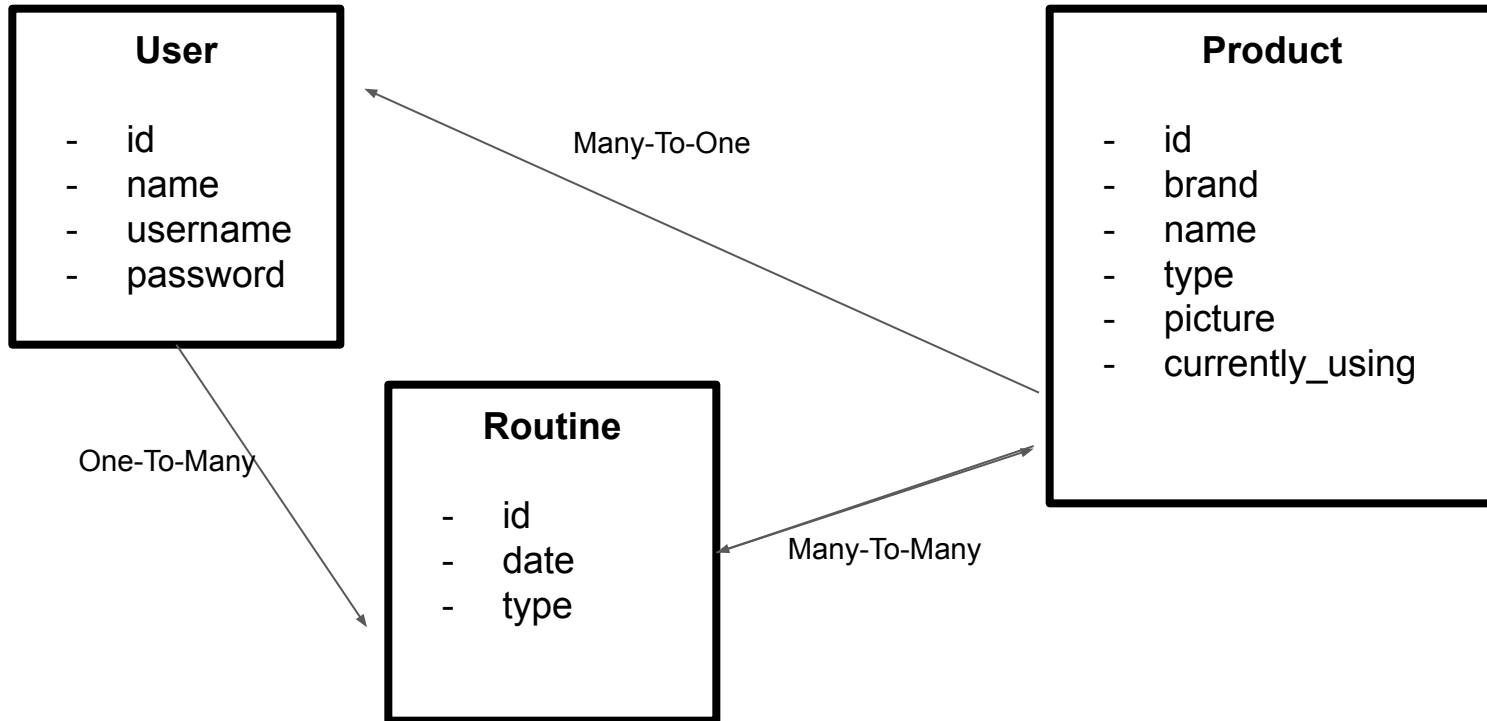 User
- id
- name
- username
- password
Many-To-One
Product
- id
- brand
- name
- type
- picture
- currently_using
One-To-Many
Routine
- id
- date
- type
Many-To-Many